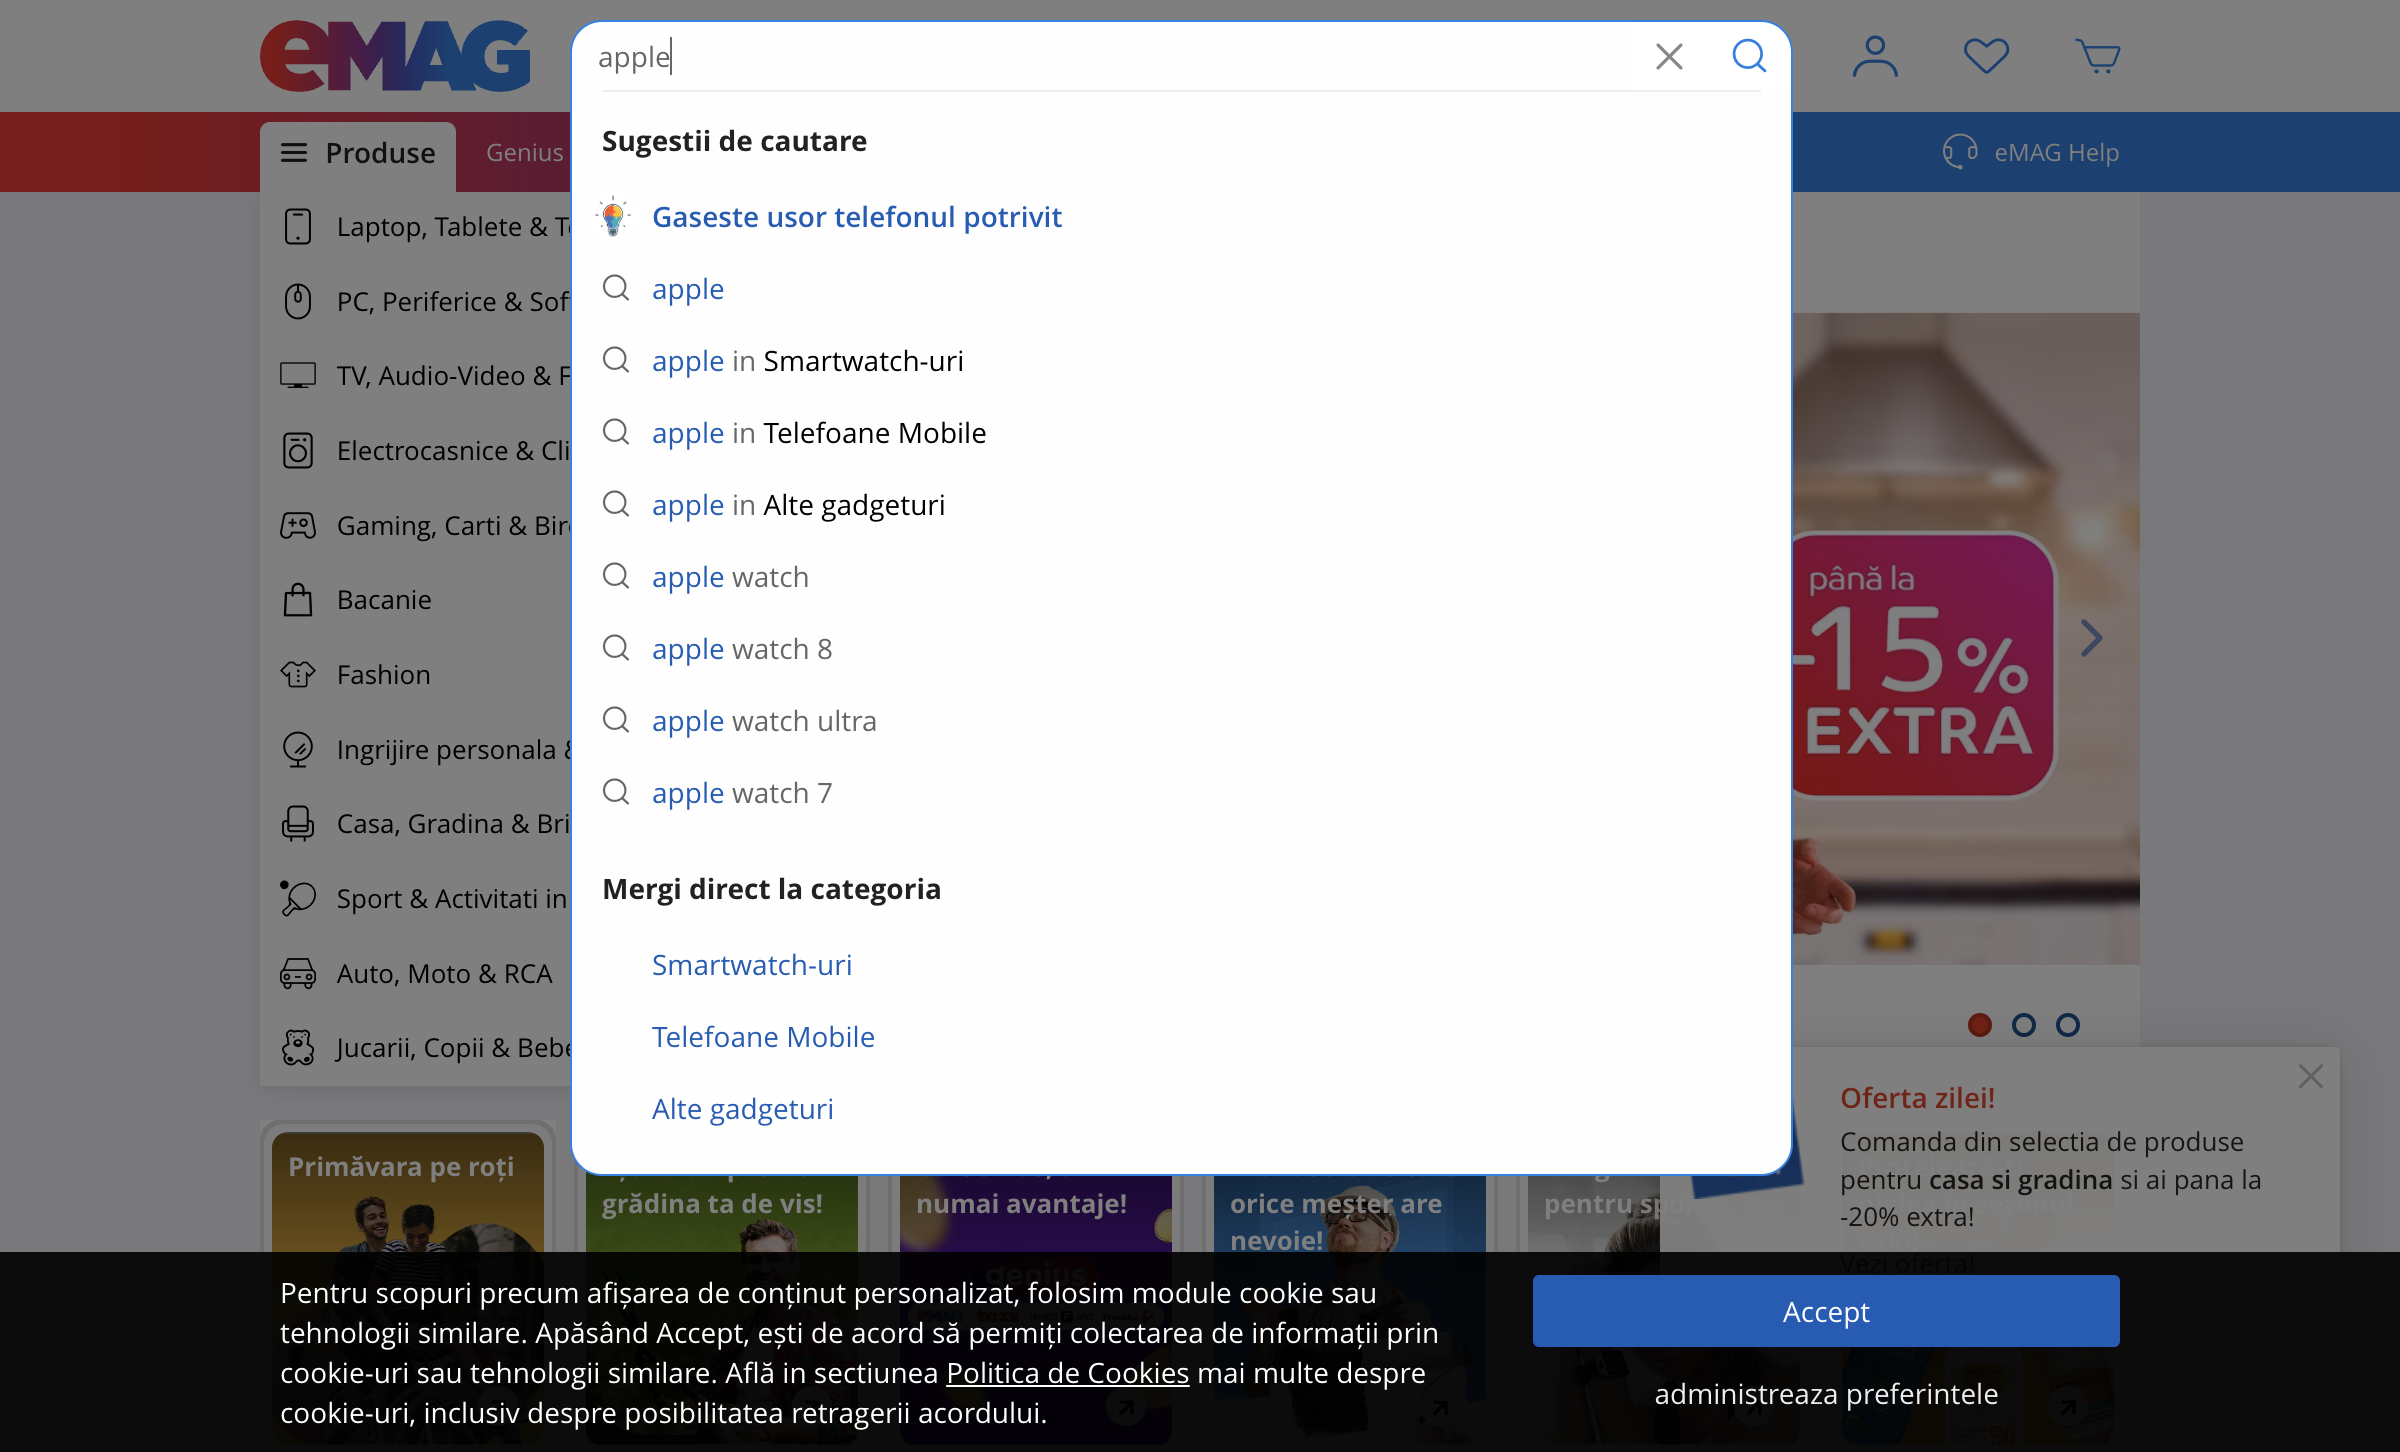 eMAG
apple
Produse
Genius
eMAG Help
Laptop, Tablete &
PC, Periferice &
TV, Audio-Video &
Electrocasnice &
Gaming, Carti &
Bacanie
Fashion
Ingrijire personala
Casa, Gradina &
Sport & Activitati in
Auto, Moto & RCA
Jucarii, Copii &
Sugestii de cautare
Gaseste usor telefonul potrivit
apple
apple in Smartwatch-uri
apple in Telefoane Mobile
apple in Alte gadgeturi
apple watch
apple watch 8
apple watch ultra
apple watch 7
Mergi direct la categoria
Smartwatch-uri
Telefoane Mobile
Alte gadgeturi
până la
-15%
EXTRA
Oferta zilei!
Comanda din selectia de produse
pentru casa si gradina si ai pana la
-20% extra!
Vezi oferta!
Primăvara pe roți
grădina ta de vis!
numai avantaje!
orice meșter are
nevoie!
pentru
genius
Pentru scopuri precum afișarea de conținut personalizat, folosim module cookie sau
tehnologii similare. Apăsând Accept, ești de acord să permiți colectarea de informații prin
cookie-uri sau tehnologii similare. Află in sectiunea Politica de Cookies mai multe despre
cookie-uri, inclusiv despre posibilitatea retragerii acordului.
Accept
administreaza preferintele